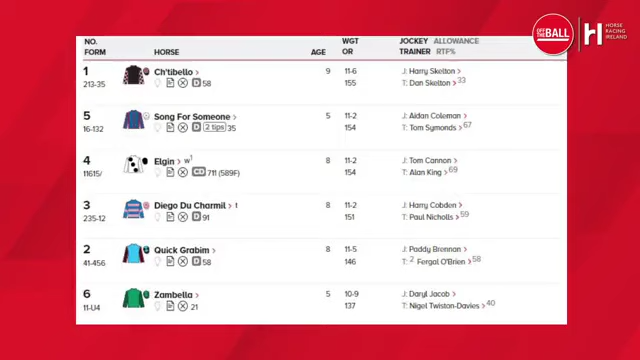 OFF THE BALL
HORSE RACING IRELAND
NO. FORM HORSE AGE WGT OR JOCKEY ALLOWANCE TRAINER RTF%
1 Ch'tibello > 9 11-6 J: Harry Skelton >
213-35 D 58 155 T: Dan Skelton > 33
5 Song For Someone > 5 11-2 J: Aidan Coleman >
16-132 D 2 tips 35 154 T: Tom Symonds > 67
4 Elgin > w1 8 11-2 J: Tom Cannon >
11615/ CD 711 (589F) 154 T: Alan King > 69
3 Diego Du Charmil > t 8 11-2 J: Harry Cobden >
235-12 D 91 151 T: Paul Nicholls > 59
2 Quick Grabim > 8 11-5 J: Paddy Brennan >
41-456 D 58 146 T: 2 Fergal O'Brien > 58
6 Zambella > 5 10-9 J: Daryl Jacob >
11-U4 21 137 T: Nigel Twiston-Davies > 40